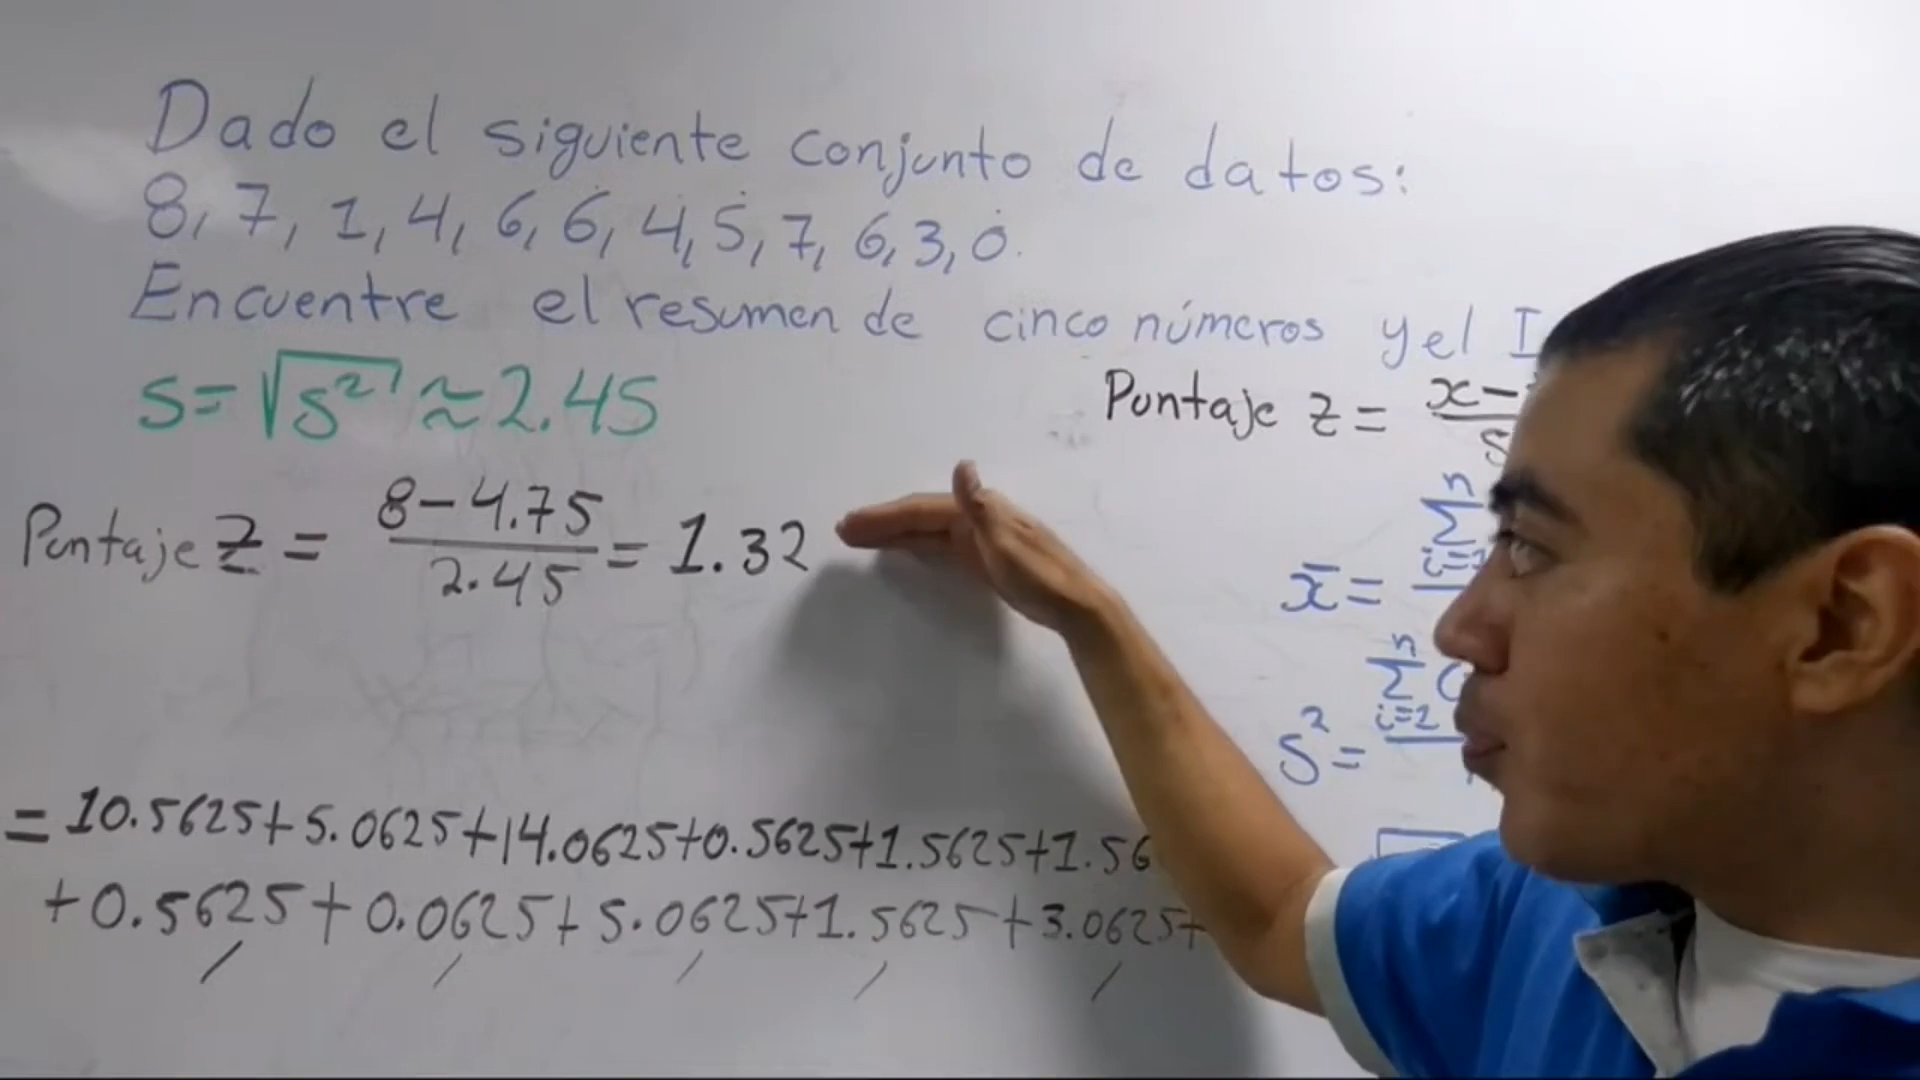 Dado el siguiente conjunto de datos:
8, 7, 1, 4, 6, 6, 4, 5, 7, 6, 3, 0.
Encuentre el resumen de cinco números y el I
s = √s² ≈ 2.45
Puntaje z = x - / s
Puntaje z = 8 - 4.75 / 2.45 = 1.32
x̄ = Σ n i=1
s² = Σ n i=1 (
= 10.5625 + 5.0625 + 14.0625 + 0.5625 + 1.5625 + 1.56
+ 0.5625 + 0.0625 + 5.0625 + 1.5625 + 3.0625 +